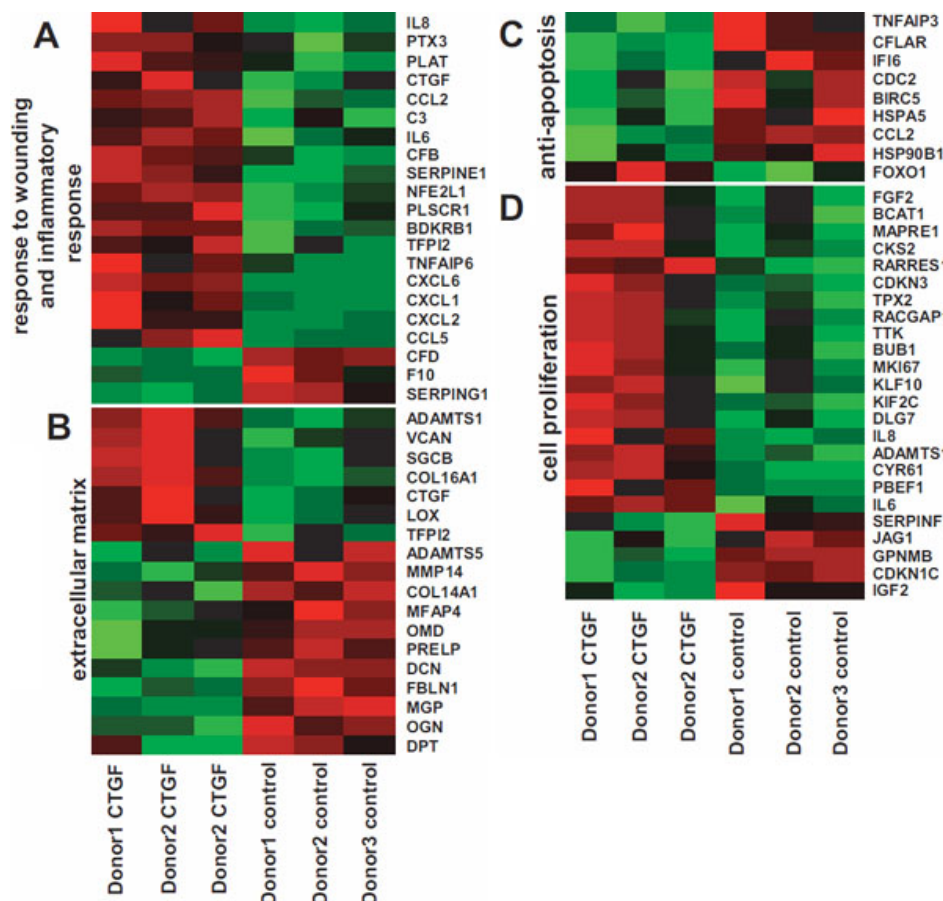 A
response to wounding
and inflammatory
response
IL8
PTX3
PLAT
CTGF
CCL2
C3
IL6
CFB
SERPINE1
NFE2L1
PLSCR1
BDKRB1
TFPI2
TNFAIP6
CXCL6
CXCL1
CXCL2
CCL5
CFD
F10
SERPING1
B
extracellular matrix
ADAMTS1
VCAN
SGCB
COL16A1
CTGF
LOX
TFPI2
ADAMTS5
MMP14
COL14A1
MFAP4
OMD
PRELP
DCN
FBLN1
MGP
OGN
DPT
Donor1 CTGF
Donor2 CTGF
Donor2 CTGF
Donor1 control
Donor2 control
Donor3 control
C
anti-apoptosis
TNFAIP3
CFLAR
IFI6
CDC2
BIRC5
HSPA5
CCL2
HSP90B1
FOXO1
D
cell proliferation
FGF2
BCAT1
MAPRE1
CKS2
RARRES1
CDKN3
TPX2
RACGAP
TTK
BUB1
MKI67
KLF10
KIF2C
DLG7
IL8
ADAMTS1
CYR61
PBEF1
IL6
SERPINF
JAG1
GPNMB
CDKN1C
IGF2
Donor1 CTGF
Donor2 CTGF
Donor2 CTGF
Donor1 control
Donor2 control
Donor3 control